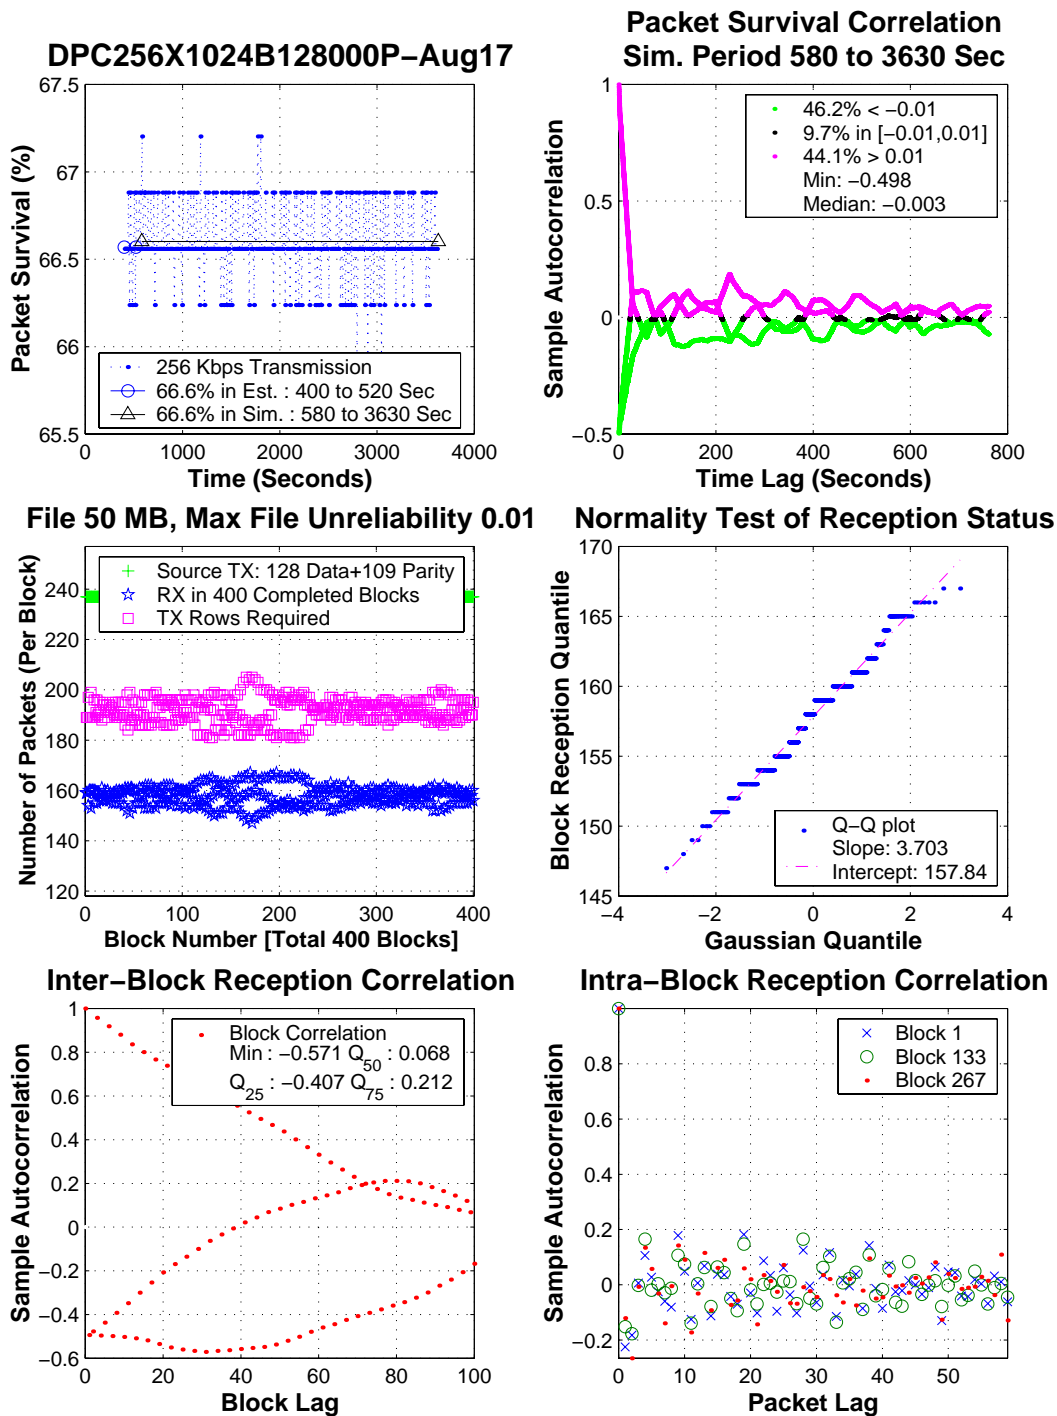 DPC256X1024B128000P−Aug17
67.5
67
66.5
66
65.5
0
1000
2000
3000
4000
Packet Survival (%)
Time (Seconds)
256 Kbps Transmission
66.6% in Est. : 400 to 520 Sec
66.6% in Sim. : 580 to 3630 Sec
Packet Survival Correlation
Sim. Period 580 to 3630 Sec
1
0.5
0
−0.5
0
200
400
600
800
Sample Autocorrelation
Time Lag (Seconds)
46.2% < −0.01
9.7% in [−0.01,0.01]
44.1% > 0.01
Min: −0.498
Median: −0.003
File 50 MB, Max File Unreliability 0.01
240
220
200
180
160
140
120
0
100
200
300
400
Number of Packets (Per Block)
Block Number [Total 400 Blocks]
Source TX: 128 Data+109 Parity
RX in 400 Completed Blocks
TX Rows Required
Normality Test of Reception Status
170
165
160
155
150
145
−4
−2
0
2
4
Block Reception Quantile
Gaussian Quantile
Q−Q plot
Slope: 3.703
Intercept: 157.84
Inter−Block Reception Correlation
1
0.8
0.6
0.4
0.2
0
−0.2
−0.4
−0.6
0
20
40
60
80
100
Sample Autocorrelation
Block Lag
Block Correlation
Min : −0.571 Q50 : 0.068
Q25 : −0.407 Q75 : 0.212
Intra−Block Reception Correlation
1
0.8
0.6
0.4
0.2
0
−0.2
0
10
20
30
40
50
Sample Autocorrelation
Packet Lag
Block 1
Block 133
Block 267